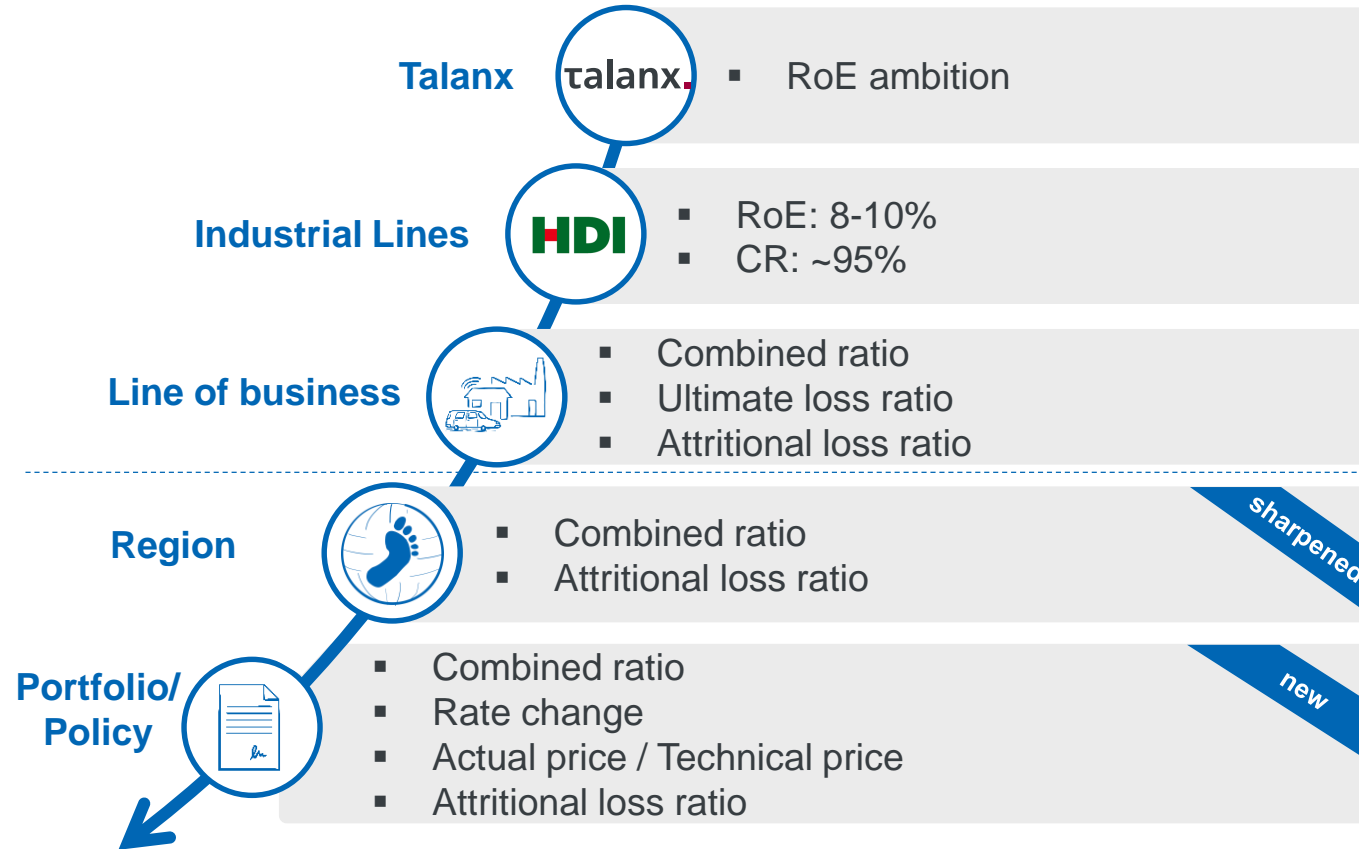 Talanx
talanx.
▪ RoE ambition
Industrial Lines
HDI
▪ RoE: 8-10%
▪ CR: ~95%
Line of business
▪ Combined ratio
▪ Ultimate loss ratio
▪ Attritional loss ratio
Region
▪ Combined ratio
▪ Attritional loss ratio
sharpened
Portfolio/
Policy
▪ Combined ratio
▪ Rate change
▪ Actual price / Technical price
▪ Attritional loss ratio
new